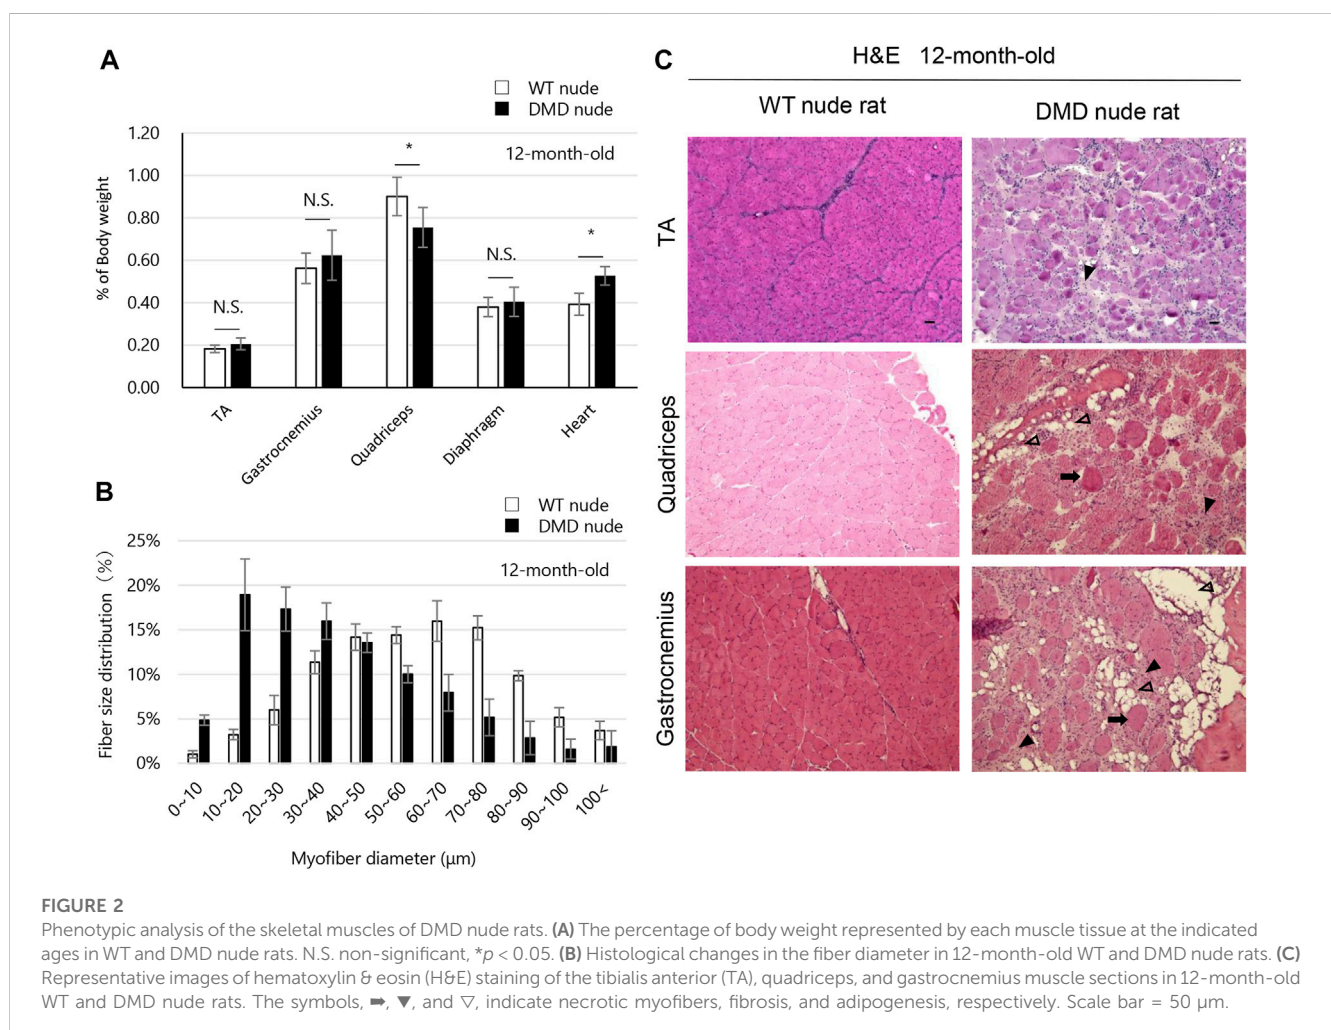 A
WT nude
DMD nude
12-month-old
% of Body weight
1.20
1.00
0.80
0.60
0.40
0.20
0.00
N.S.
N.S.
*
N.S.
*
TA
Gastrocnemius
Quadriceps
Diaphragm
Heart
B
WT nude
DMD nude
12-month-old
Fiber size distribution (%)
25%
20%
15%
10%
5%
0%
0~10
10~20
20~30
30~40
40~50
50~60
60~70
70~80
80~90
90~100
100<
Myofiber diameter (μm)
C
H&E 12-month-old
WT nude rat
DMD nude rat
TA
Quadriceps
Gastrocnemius
FIGURE 2
Phenotypic analysis of the skeletal muscles of DMD nude rats. (A) The percentage of body weight represented by each muscle tissue at the indicated
ages in WT and DMD nude rats. N.S. non-significant, *p < 0.05. (B) Histological changes in the fiber diameter in 12-month-old WT and DMD nude rats. (C)
Representative images of hematoxylin & eosin (H&E) staining of the tibialis anterior (TA), quadriceps, and gastrocnemius muscle sections in 12-month-old
WT and DMD nude rats. The symbols, ➡, ▼, and ▽, indicate necrotic myofibers, fibrosis, and adipogenesis, respectively. Scale bar = 50 μm.